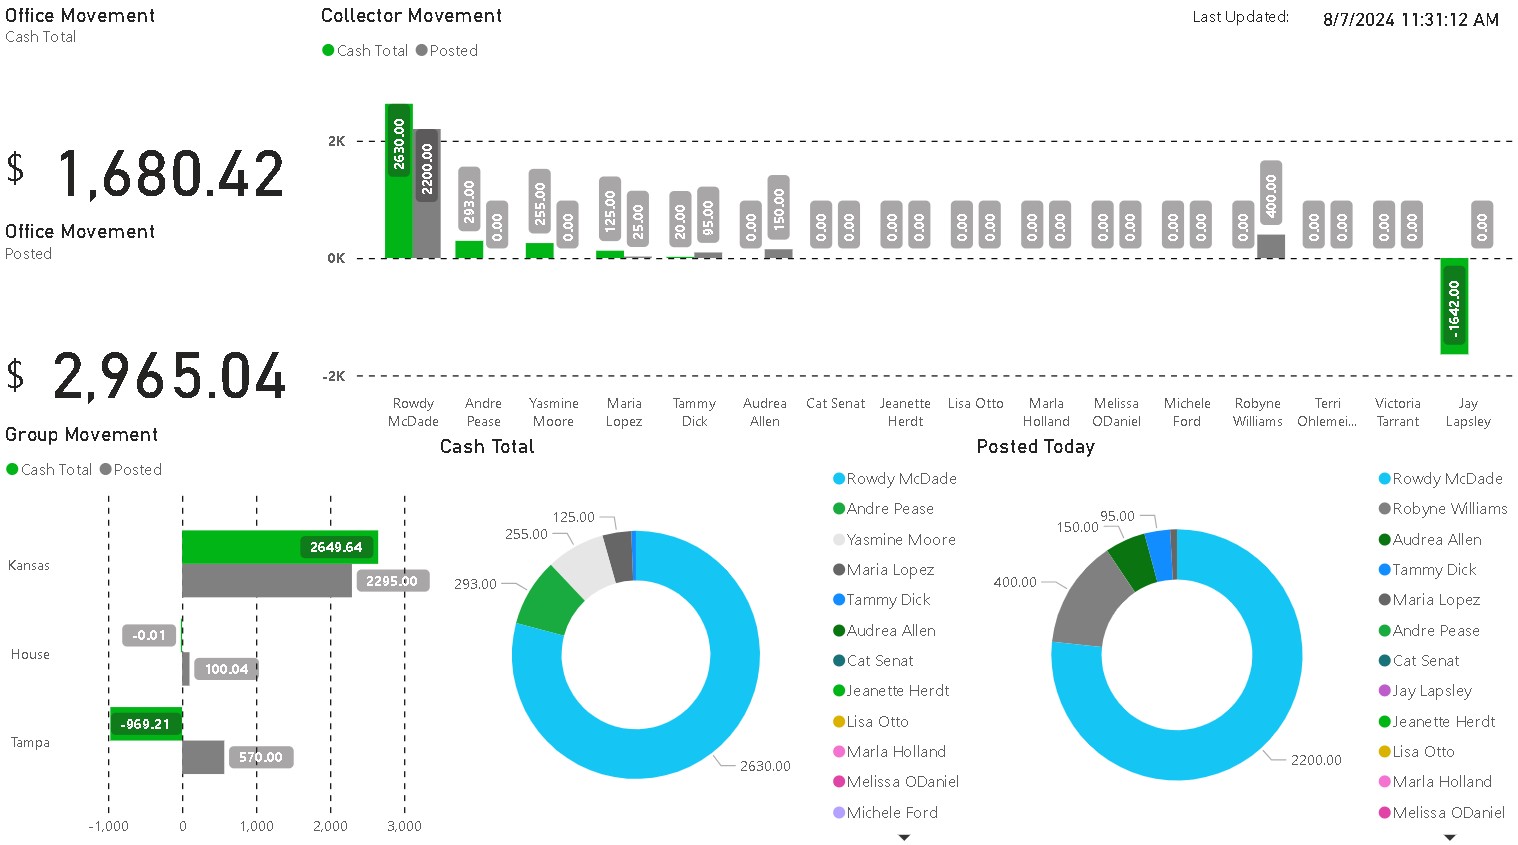 Office Movement
Cash Total
$ 1,680.42
Office Movement
Posted
$ 2,965.04
Collector Movement
Cash Total Posted
Last Updated: 8/7/2024 11:31:12 AM
2K
0K
-2K
2630.00 2200.00 293.00 0.00 255.00 0.00 125.00 25.00 20.00 95.00 0.00 150.00 0.00 0.00 0.00 0.00 0.00 0.00 0.00 0.00 0.00 0.00 0.00 0.00 0.00 400.00 0.00 0.00 0.00 0.00 -1642.00 0.00
Rowdy McDade
Andre Pease
Yasmine Moore
Maria Lopez
Tammy Dick
Audrea Allen
Cat Senat
Jeanette Herdt
Lisa Otto
Marla Holland
Melissa ODaniel
Michele Ford
Robyne Williams
Terri Ohlemei...
Victoria Tarrant
Jay Lapsley
Group Movement
Cash Total Posted
Kansas
2649.64
2295.00
House
-0.01
100.04
Tampa
-969.21
570.00
-1,000 0 1,000 2,000 3,000
Cash Total
125.00
255.00
293.00
2630.00
Rowdy McDade
Andre Pease
Yasmine Moore
Maria Lopez
Tammy Dick
Audrea Allen
Cat Senat
Jeanette Herdt
Lisa Otto
Marla Holland
Melissa ODaniel
Michele Ford
Posted Today
95.00
150.00
400.00
2200.00
Rowdy McDade
Robyne Williams
Audrea Allen
Tammy Dick
Maria Lopez
Andre Pease
Cat Senat
Jay Lapsley
Jeanette Herdt
Lisa Otto
Marla Holland
Melissa ODaniel